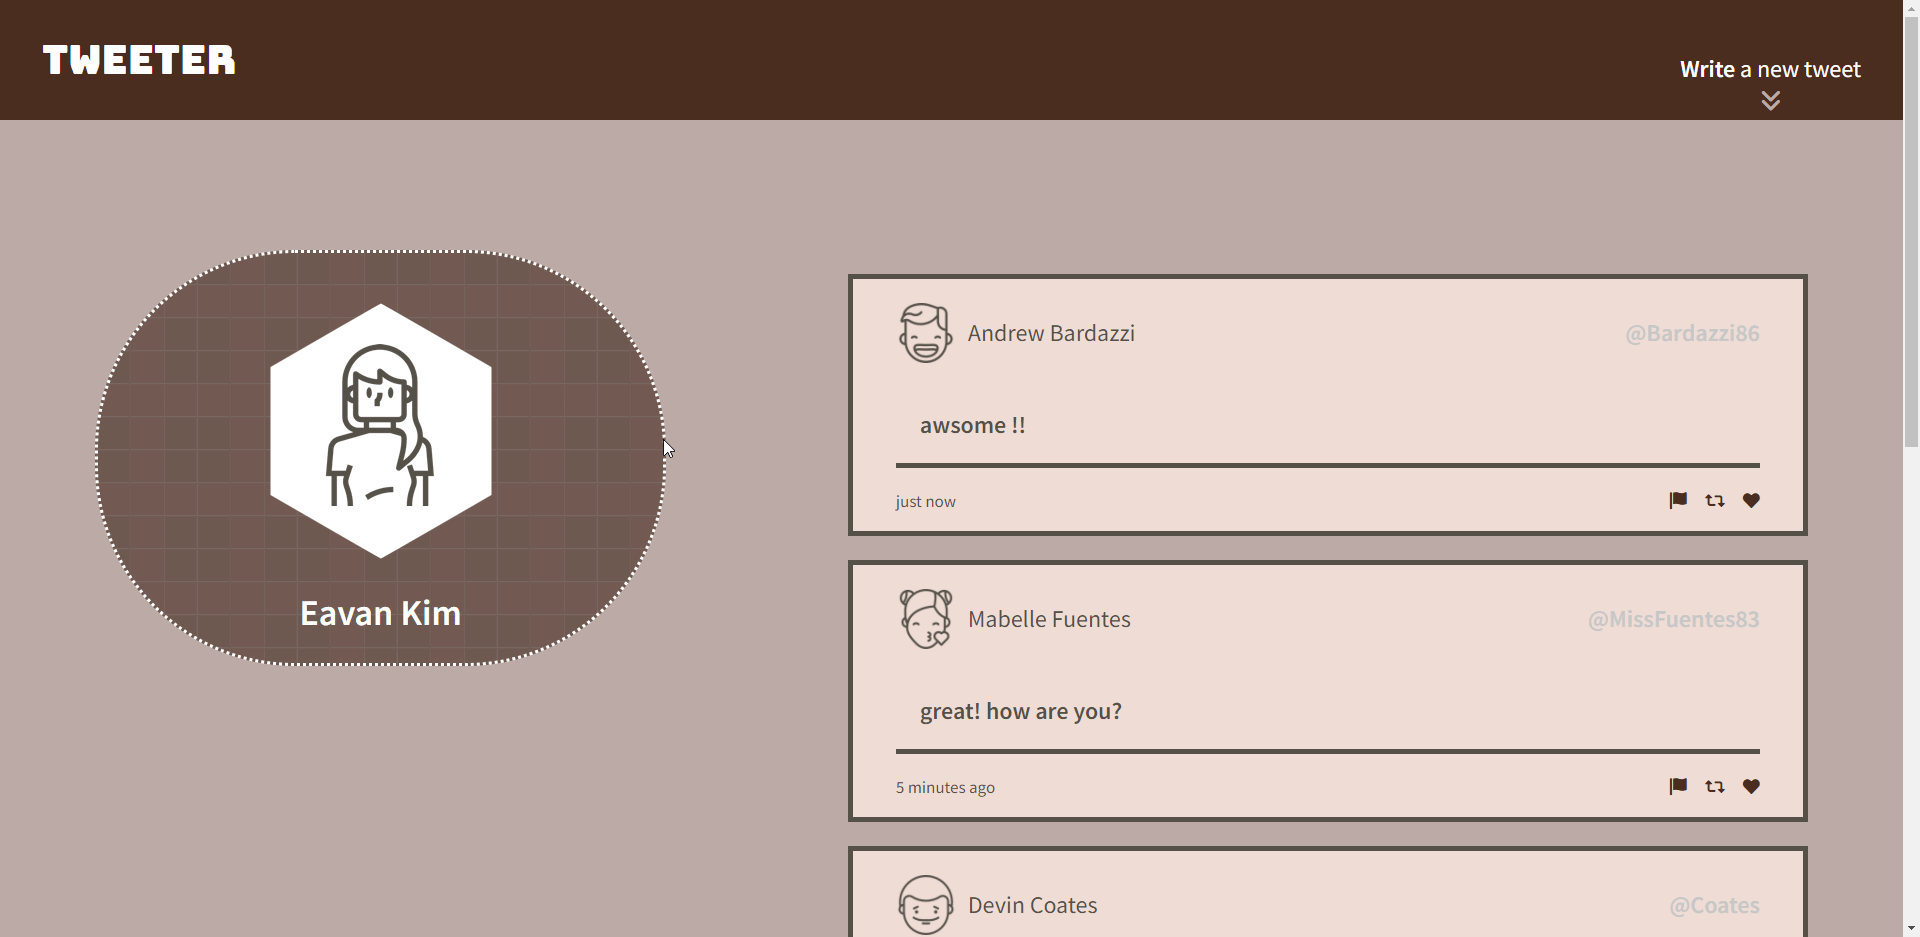 TWEETER
Write a new tweet
Eavan Kim
Andrew Bardazzi
@Bardazzi86
awsome !!
just now
Mabelle Fuentes
@MissFuentes83
great! how are you?
5 minutes ago
Devin Coates
@Coates